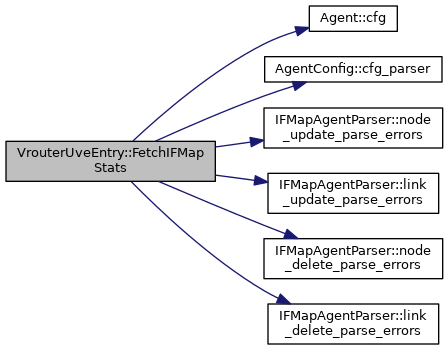 Agent::cfg
AgentConfig::cfg_parser
IFMapAgentParser::node
_update_parse_errors
VrouterUveEntry::FetchIFMap
Stats
IFMapAgentParser::link
_update_parse_errors
IFMapAgentParser::node
_delete_parse_errors
IFMapAgentParser::link
_delete_parse_errors